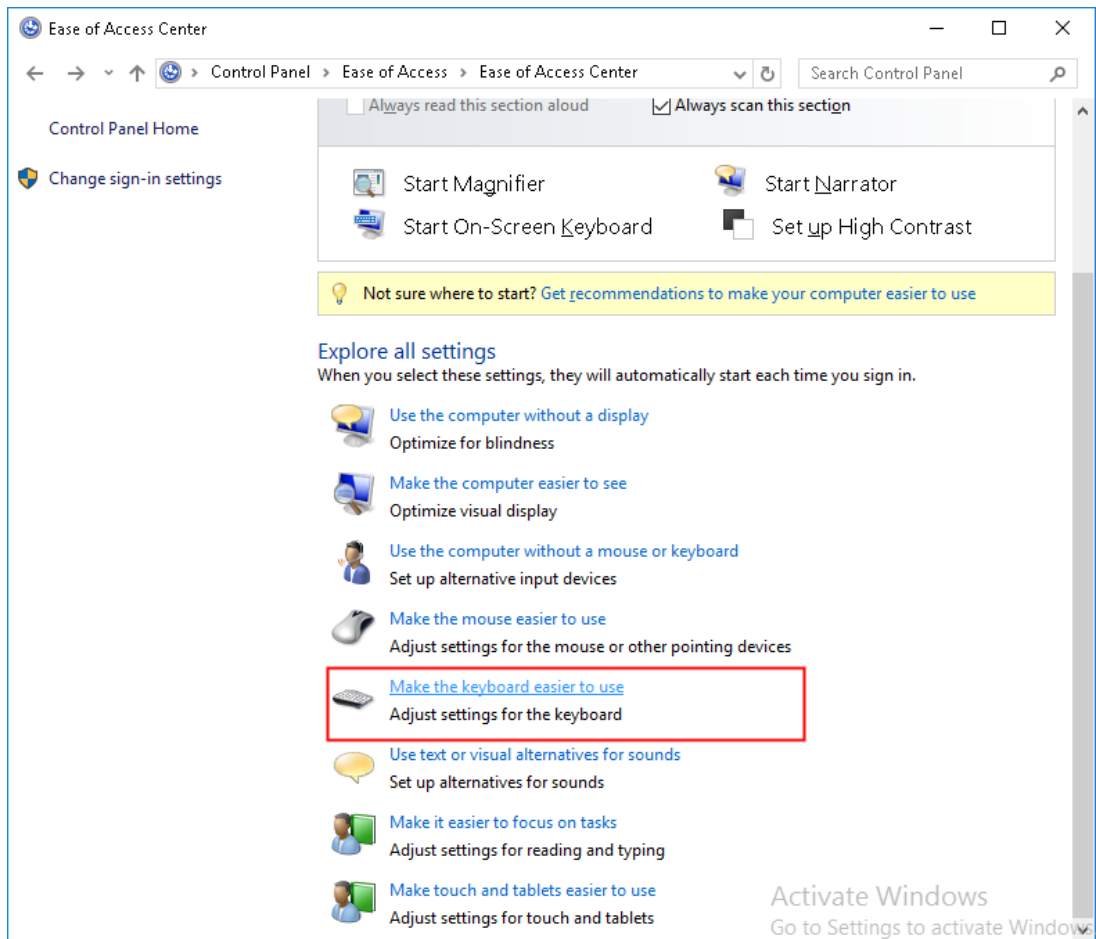 Ease of Access Center
Control Panel > Ease of Access > Ease of Access Center
Search Control Panel
Control Panel Home
Change sign-in settings
Always read this section aloud
Always scan this section
Start Magnifier
Start Narrator
Start On-Screen Keyboard
Set up High Contrast
Not sure where to start? Get recommendations to make your computer easier to use
Explore all settings
When you select these settings, they will automatically start each time you sign in.
Use the computer without a display
Optimize for blindness
Make the computer easier to see
Optimize visual display
Use the computer without a mouse or keyboard
Set up alternative input devices
Make the mouse easier to use
Adjust settings for the mouse or other pointing devices
Make the keyboard easier to use
Adjust settings for the keyboard
Use text or visual alternatives for sounds
Set up alternatives for sounds
Make it easier to focus on tasks
Adjust settings for reading and typing
Make touch and tablets easier to use
Adjust settings for touch and tablets
Activate Windows
Go to Settings to activate Windows